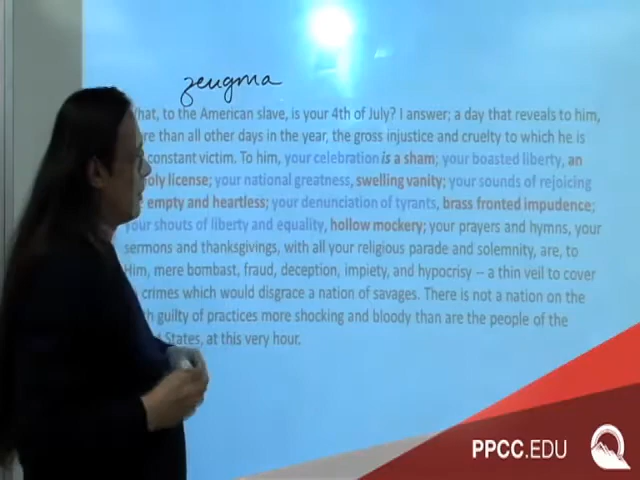 zeugma
What, to the American slave, is your 4th of July? I answer; a day that reveals to him,
than all other days in the year, the gross injustice and cruelty to which he is
constant victim. To him, your celebration is a sham; your boasted liberty, an
license; your national greatness, swelling vanity; your sounds of rejoicing
empty and heartless; your denunciation of tyrants, brass fronted impudence;
your shouts of liberty and equality, hollow mockery; your prayers and hymns, your
sermons and thanksgivings, with all your religious parade and solemnity, are, to
Him, mere bombast, fraud, deception, impiety, and hypocrisy – a thin veil to cover
crimes which would disgrace a nation of savages. There is not a nation on the
guilty of practices more shocking and bloody than are the people of the
States, at this very hour.
PPCC.EDU